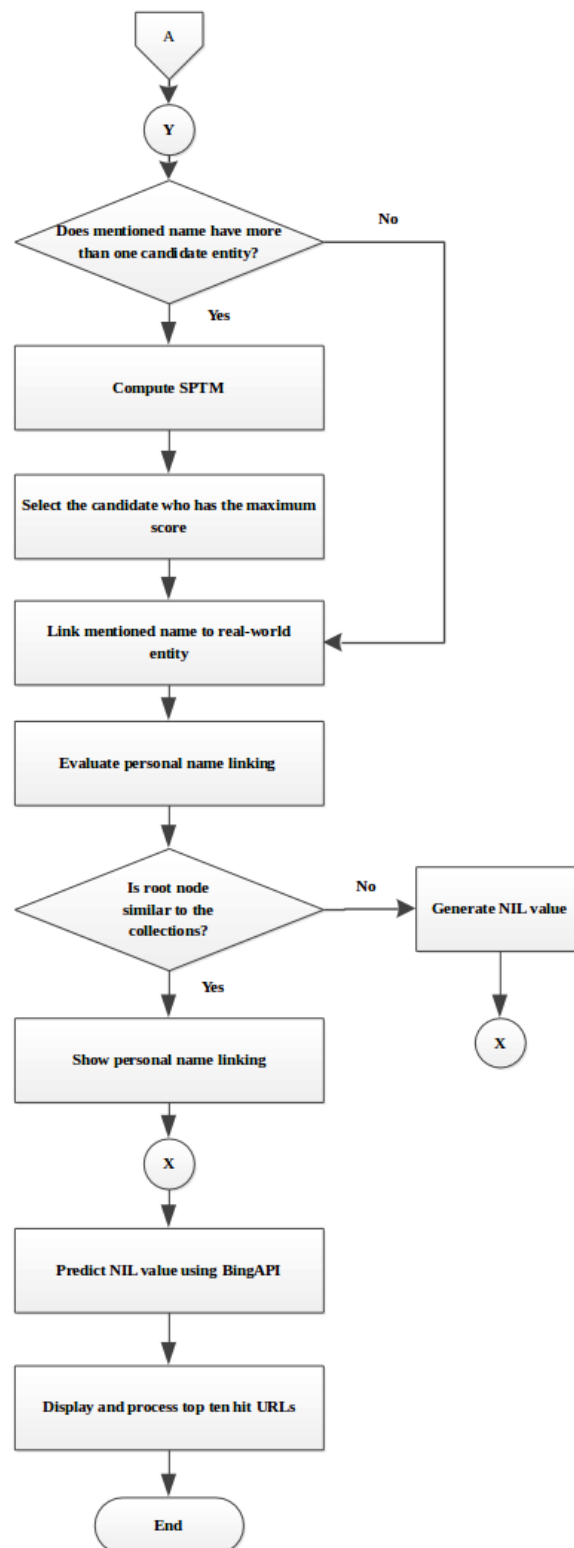 A
Y
Does mentioned name have more
than one candidate entity?
No
Yes
Compute SPTM
Select the candidate who has the maximum
score
Link mentioned name to real-world
entity
Evaluate personal name linking
Is root node
similar to the
collections?
No
Generate NIL value
Yes
X
Show personal name linking
X
Predict NIL value using BingAPI
Display and process top ten hit URLs
End